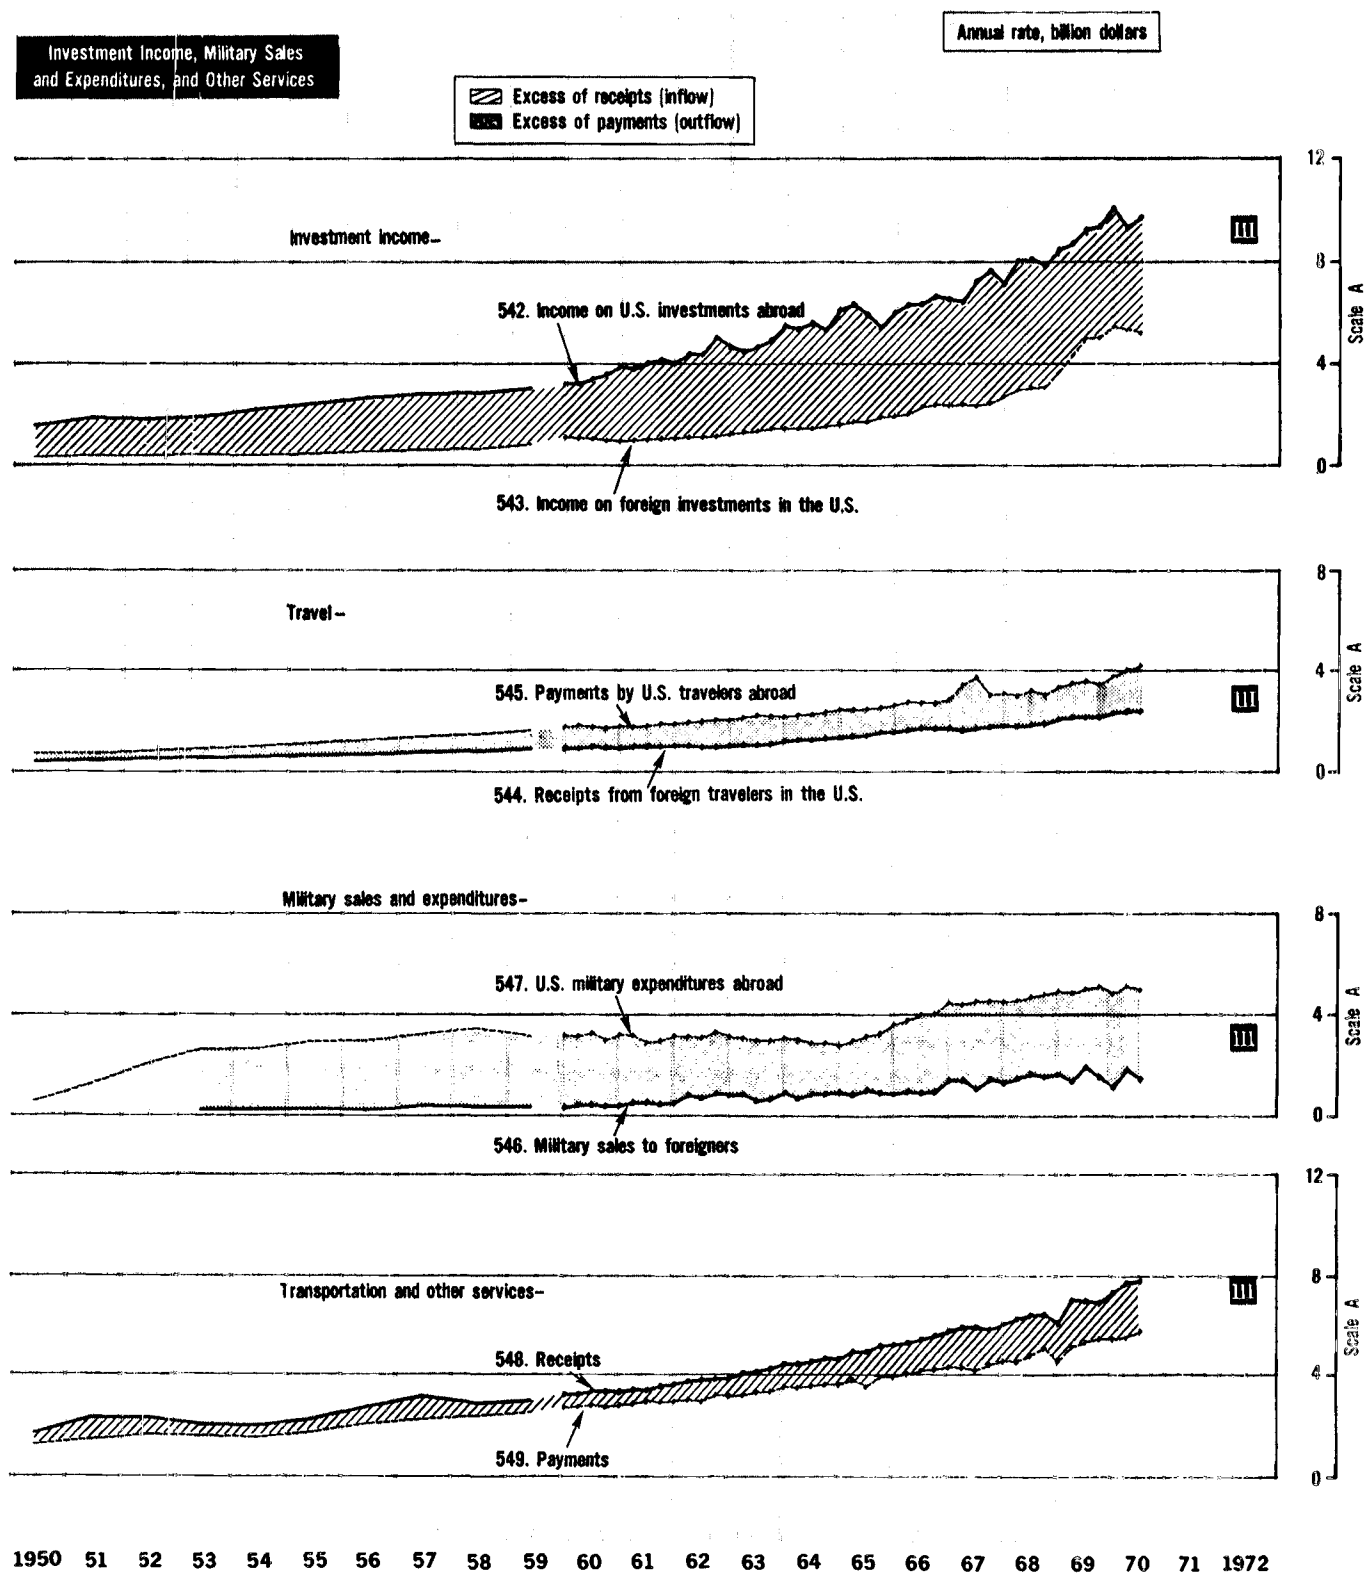 Annual rate, billion dollars
Investment Income, Military Sales
and Expenditures, and Other Services
Excess of receipts (inflow)
Excess of payments (outflow)
12
Investment income–
III
8
542. Income on U.S. investments abroad
Scale A
4
0
543. Income on foreign investments in the U.S.
8
Travel–
4
Scale A
545. Payments by U.S. travelers abroad
III
0
544. Receipts from foreign travelers in the U.S.
Military sales and expenditures–
8
547. U.S. military expenditures abroad
4
Scale A
III
0
546. Military sales to foreigners
12
8
Transportation and other services–
III
Scale A
548. Receipts
4
549. Payments
0
1950 51 52 53 54 55 56 57 58 59 60 61 62 63 64 65 66 67 68 69 70 71 1972